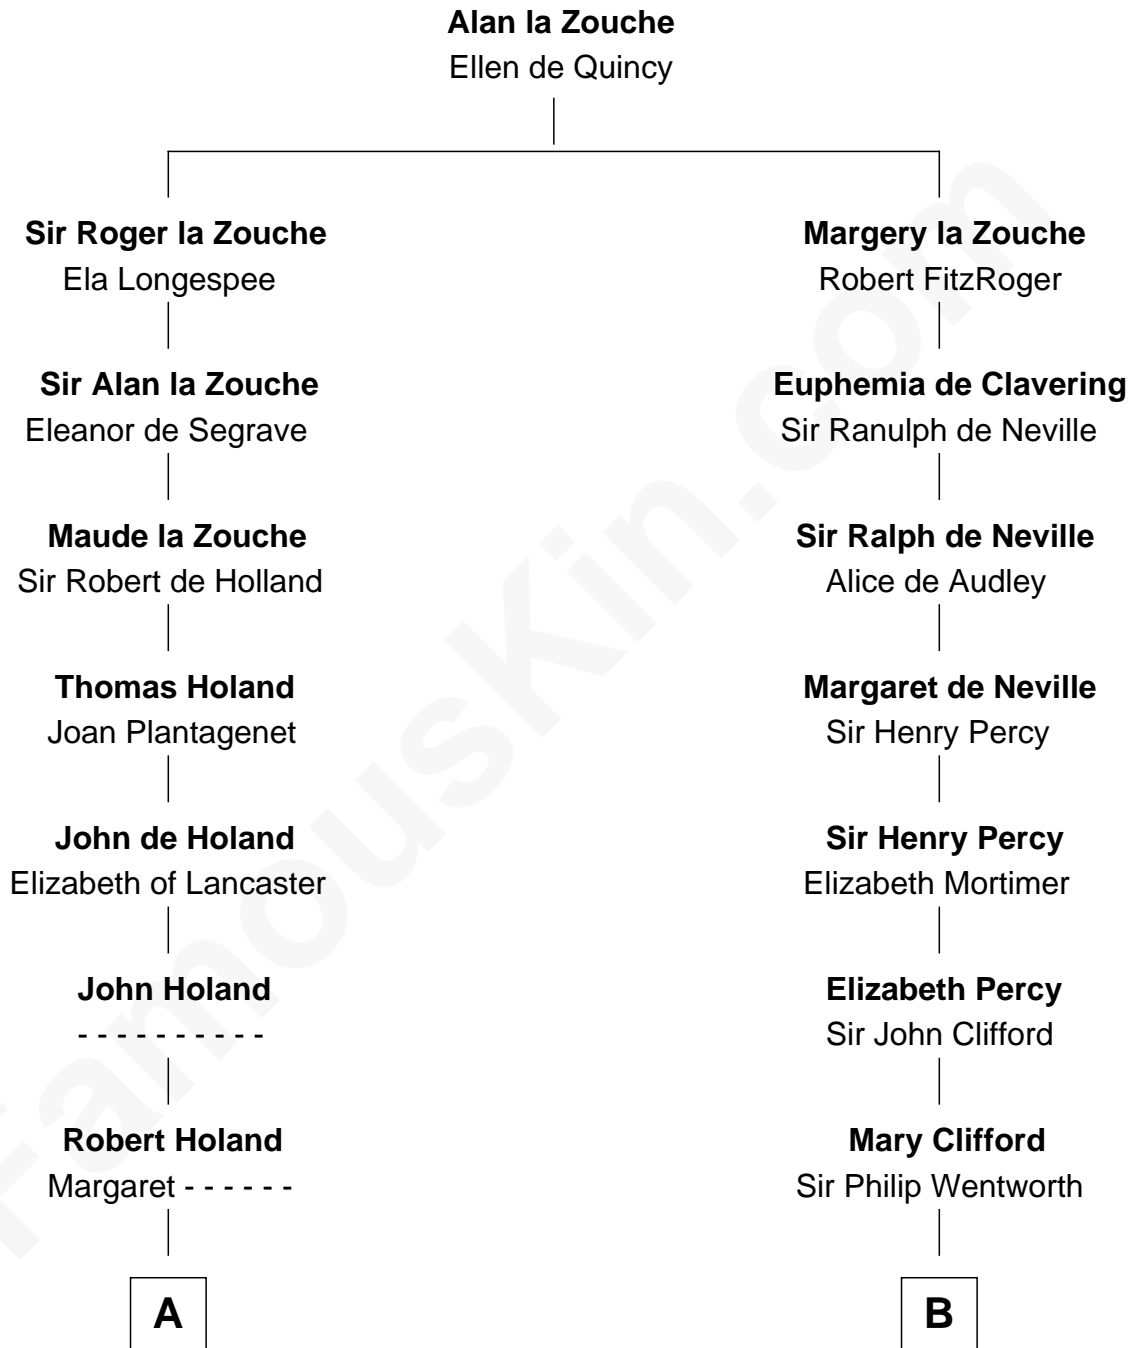 Alan la Zouche
Ellen de Quincy
Sir Roger la Zouche
Ela Longespee
Sir Alan la Zouche
Eleanor de Segrave
Maude la Zouche
Sir Robert de Holland
Thomas Holand
Joan Plantagenet
John de Holand
Elizabeth of Lancaster
John Holand
- - - - - - - - - -
Robert Holand
Margaret - - - - - -
A
Margery la Zouche
Robert FitzRoger
Euphemia de Clavering
Sir Ranulph de Neville
Sir Ralph de Neville
Alice de Audley
Margaret de Neville
Sir Henry Percy
Sir Henry Percy
Elizabeth Mortimer
Elizabeth Percy
Sir John Clifford
Mary Clifford
Sir Philip Wentworth
B
FamousKin.com